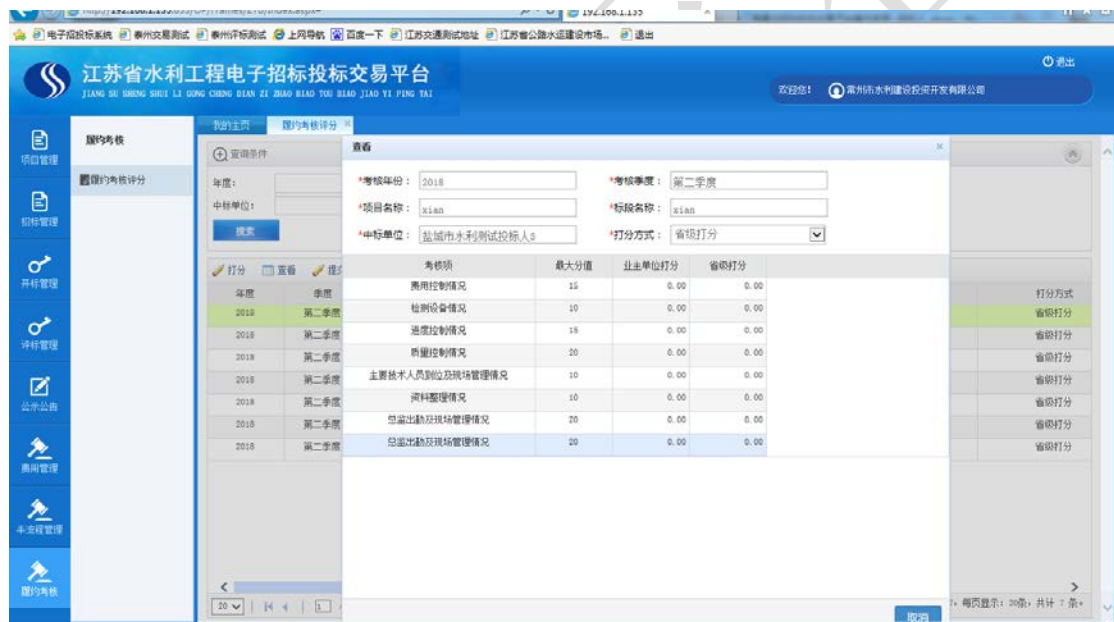 192.168.1.135
电子招投标系统 泰州交易测试 泰州评标测试 上网导航 百度一下 江苏交通测试地址 江苏省公路水运建设市场... 退出
江苏省水利工程电子招标投标交易平台
JIANG SU SHENG SHUI LI GONG CHENG DIAN ZI ZHAO BIAO TOU BIAO JIAO YI PING TAI
退出
欢迎您! 常州市水利建设投资开发有限公司
项目管理
招标管理
开标管理
评标管理
公示公告
费用管理
手流程管理
履约考核
履约考核
履约考核评分
我的主页 履约考核评分 ×
查询条件
年度:
中标单位:
搜索
打分 查看
年度 季度 打分方式
2018 第二季度 省级打分
2018 第二季度 省级打分
2018 第二季度 省级打分
2018 第二季度 省级打分
2018 第二季度 省级打分
2018 第二季度 省级打分
2018 第二季度 省级打分
查看 ×
*考核年份: 2018 *考核季度: 第二季度
*项目名称: xian *标段名称: xian
*中标单位: 盐城市水利测试投标人s *打分方式: 省级打分
考核项 最大分值 业主单位打分 省级打分
费用控制情况 15 0.00 0.00
检测设备情况 10 0.00 0.00
进度控制情况 15 0.00 0.00
质量控制情况 20 0.00 0.00
主要技术人员到位及现场管理情况 10 0.00 0.00
资料整理情况 10 0.00 0.00
总监出勤及现场管理情况 20 0.00 0.00
总监出勤及现场管理情况 20 0.00 0.00
取消
20 1
每页显示: 20条, 共计 7 条